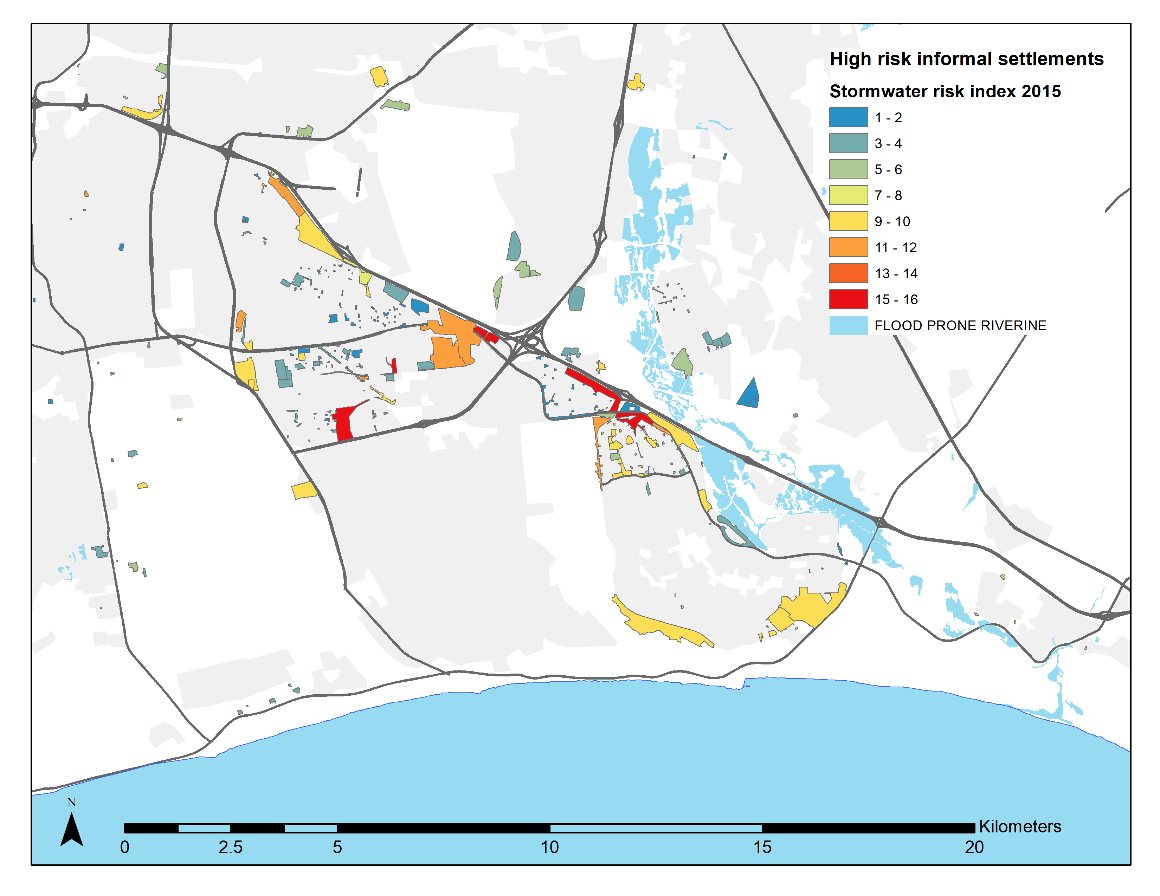 High risk informal settlements
Stormwater risk index 2015
1 - 2
3 - 4
5 - 6
7 - 8
9 - 10
11 - 12
13 - 14
15 - 16
FLOOD PRONE RIVERINE
N
Kilometers
0 2.5 5 10 15 20